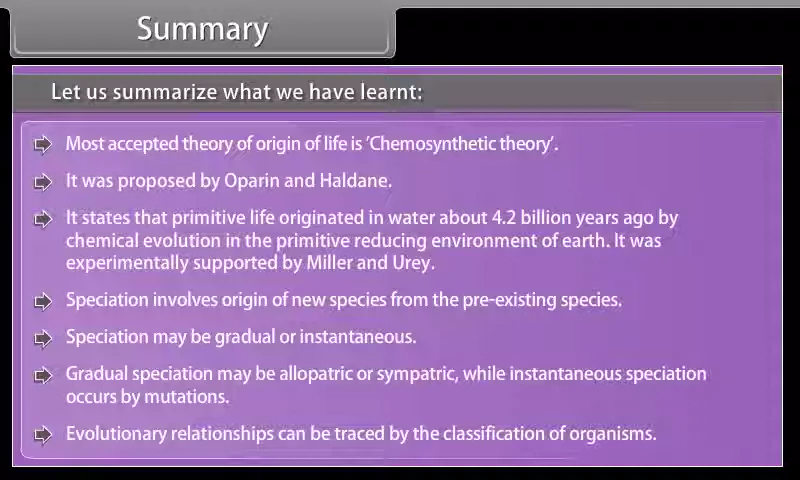 Summary
Let us summarize what we have learnt:
Most accepted theory of origin of life is 'Chemosynthetic theory'.
It was proposed by Oparin and Haldane.
It states that primitive life originated in water about 4.2 billion years ago by
chemical evolution in the primitive reducing environment of earth. It was
experimentally supported by Miller and Urey.
Speciation involves origin of new species from the pre-existing species.
Speciation may be gradual or instantaneous.
Gradual speciation may be allopatric or sympatric, while instantaneous speciation
occurs by mutations.
Evolutionary relationships can be traced by the classification of organisms.